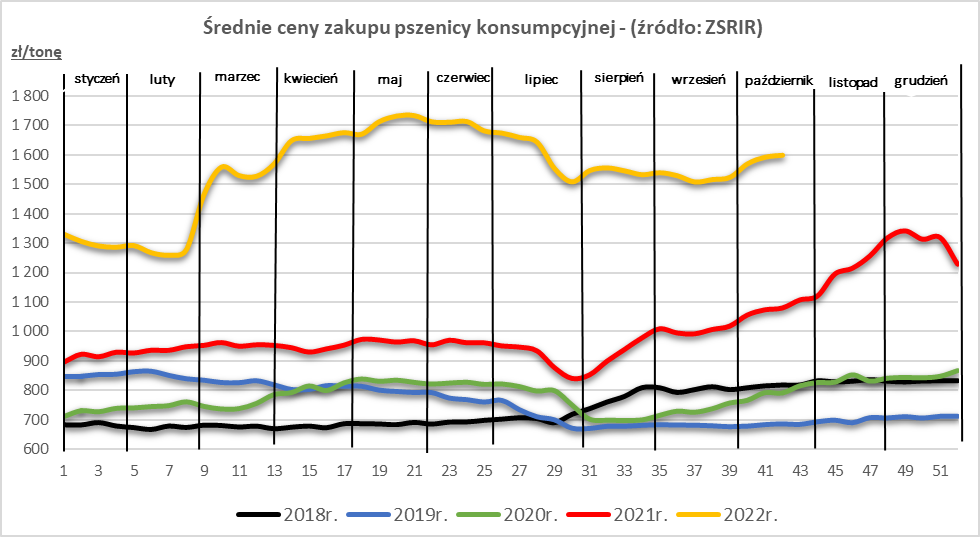 Średnie ceny zakupu pszenicy konsumpcyjnej - (źródło: ZSRIR)
zł/tonę
styczeń luty marzec kwiecień maj czerwiec lipiec sierpień wrzesień październik listopad grudzień
1 800
1 700
1 600
1 500
1 400
1 300
1 200
1 100
1 000
900
800
700
600
1 3 5 7 9 11 13 15 17 19 21 23 25 27 29 31 33 35 37 39 41 43 45 47 49 51
2018r. 2019r. 2020r. 2021r. 2022r.